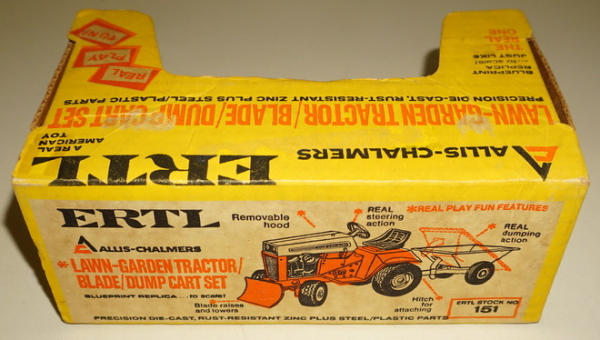 REAL
PLAY
FUN!
BLUEPRINT
REPLICA
...to scale!
JUST LIKE
THE
REAL
ONE
PRECISION DIE-CAST, RUST-RESISTANT ZINC PLUS STEEL/PLASTIC PARTS
LAWN-GARDEN TRACTOR/BLADE/DUMP CART SET
ALLIS-CHALMERS
ERTL
A REAL
AMERICAN
TOY
ERTL
ALLIS-CHALMERS
*LAWN-GARDEN TRACTOR/
BLADE/DUMP CART SET
BLUEPRINT REPLICA...to scale!
Removable
hood
REAL
steering
action
*REAL PLAY FUN FEATURES
REAL
dumping
action
Blade raises
and lowers
Hitch for
attaching
ERTL STOCK NO.
151
PRECISION DIE-CAST, RUST-RESISTANT ZINC PLUS STEEL/PLASTIC PARTS